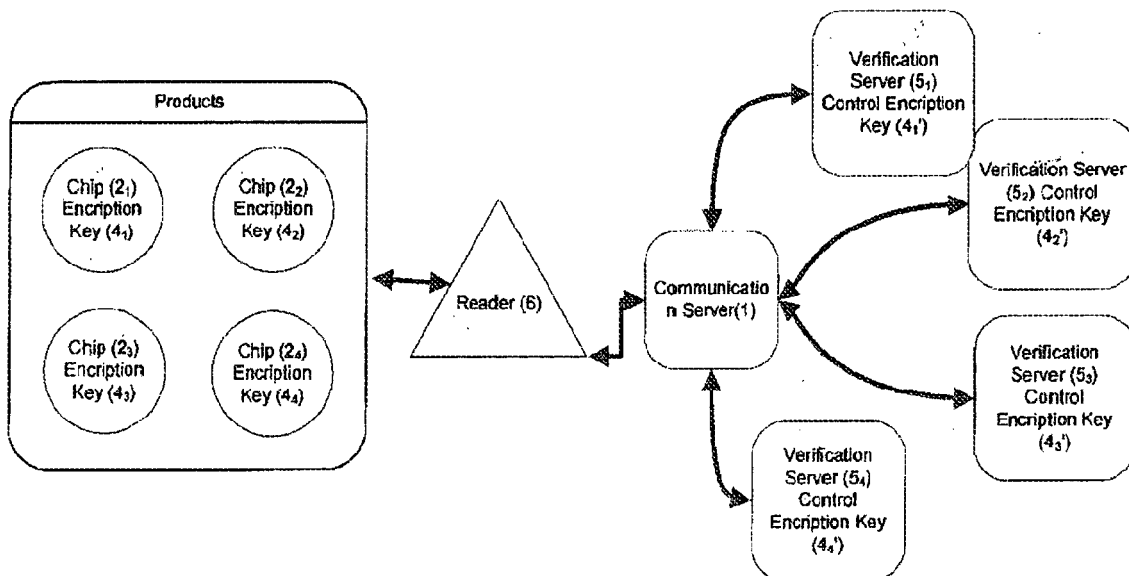 Products
Chip (2₁)
Encription
Key (4₁)
Chip (2₂)
Encription
Key (4₂)
Chip (2₃)
Encription
Key (4₃)
Chip (2₄)
Encription
Key (4₄)
Reader (6)
Communicatio
n Server(1)
Verification
Server (5₁)
Control Encription
Key (4₁')
Verification Server
(5₂) Control
Encription Key
(4₂')
Verification
Server (5₃)
Control
Encription Key
(4₃')
Verification
Server (5₄)
Control
Encription Key
(4₄')